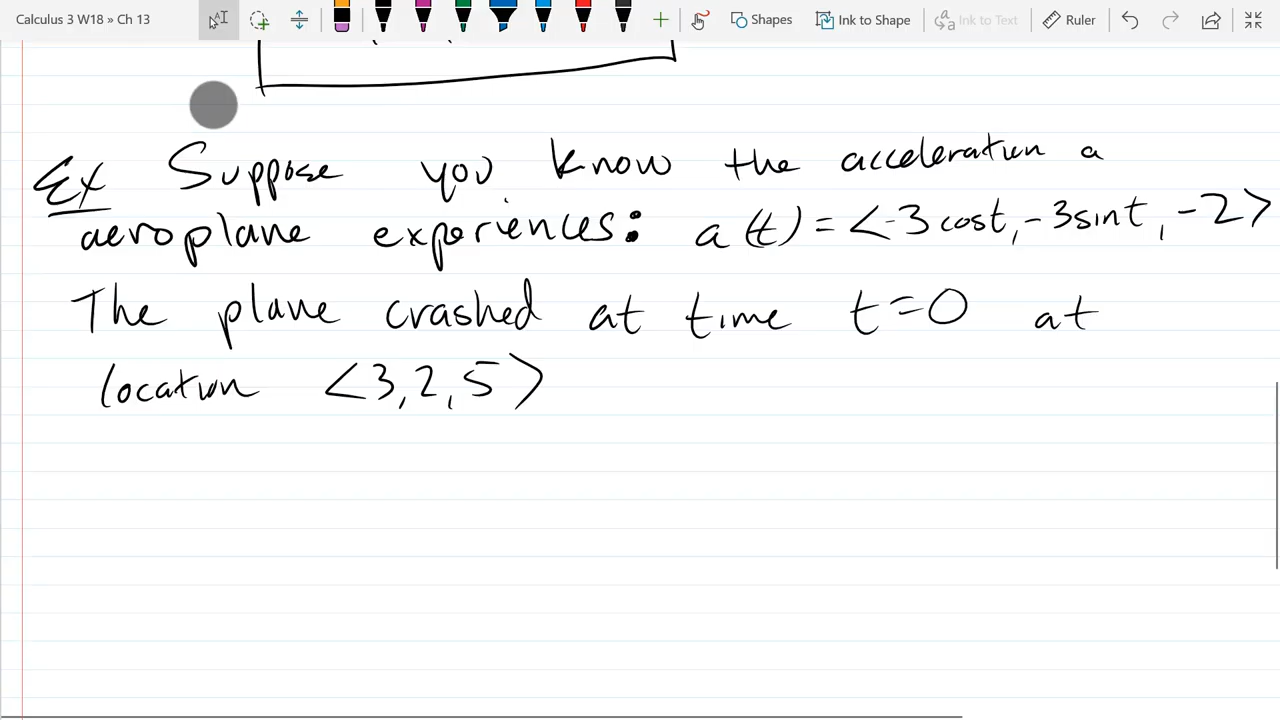 Calculus 3 W18 » Ch 13
Shapes
Ink to Shape
Ink to Text
Ruler
Ex Suppose you know the acceleration a
aeroplane experiences: a(t) = <-3cost, -3sint, -2>
The plane crashed at time t=0 at
location <3,2,5>